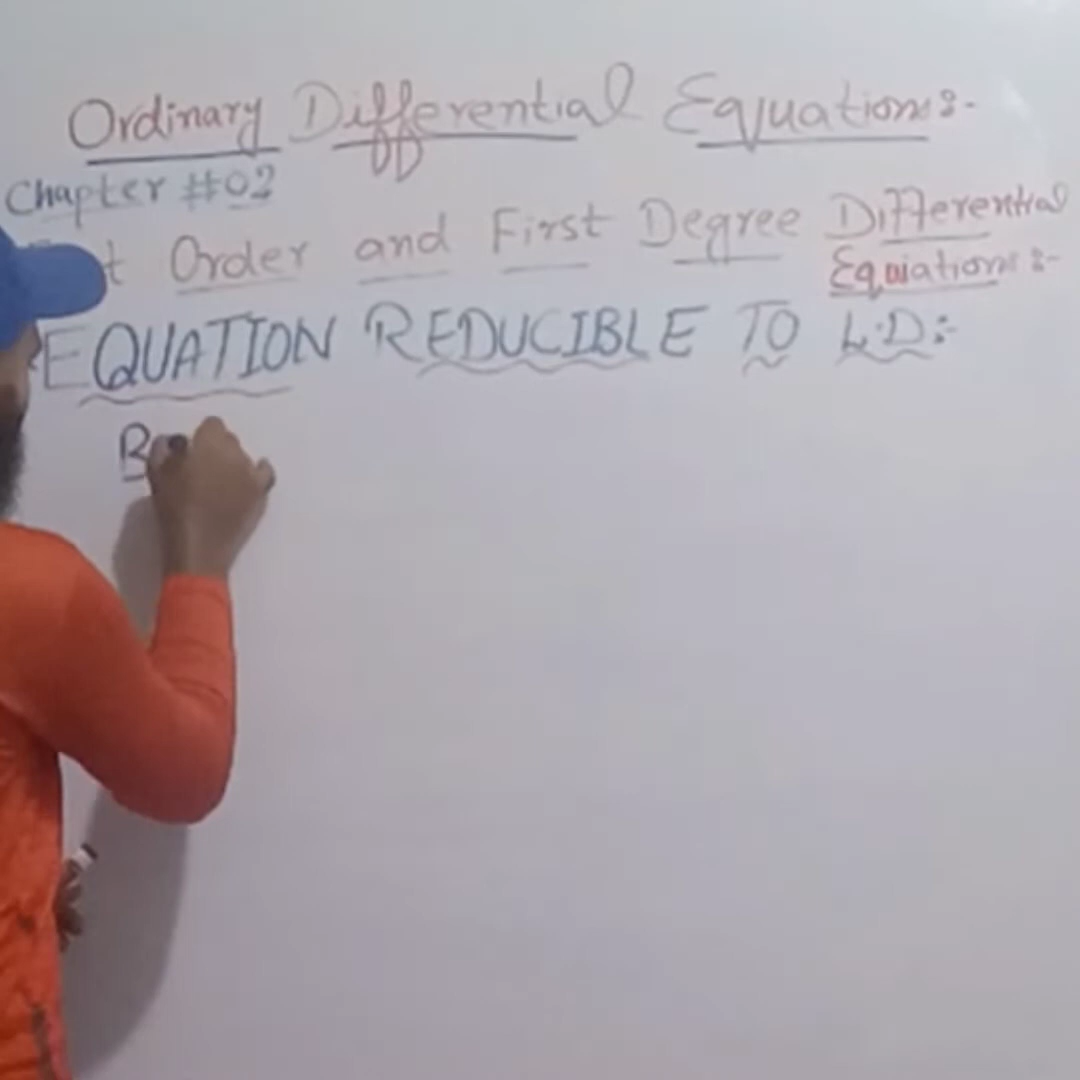 Ordinary Differential Equations:-
Chapter #02
t Order and First Degree Differential
Equations:-
EQUATION REDUCIBLE TO L.D:-
B